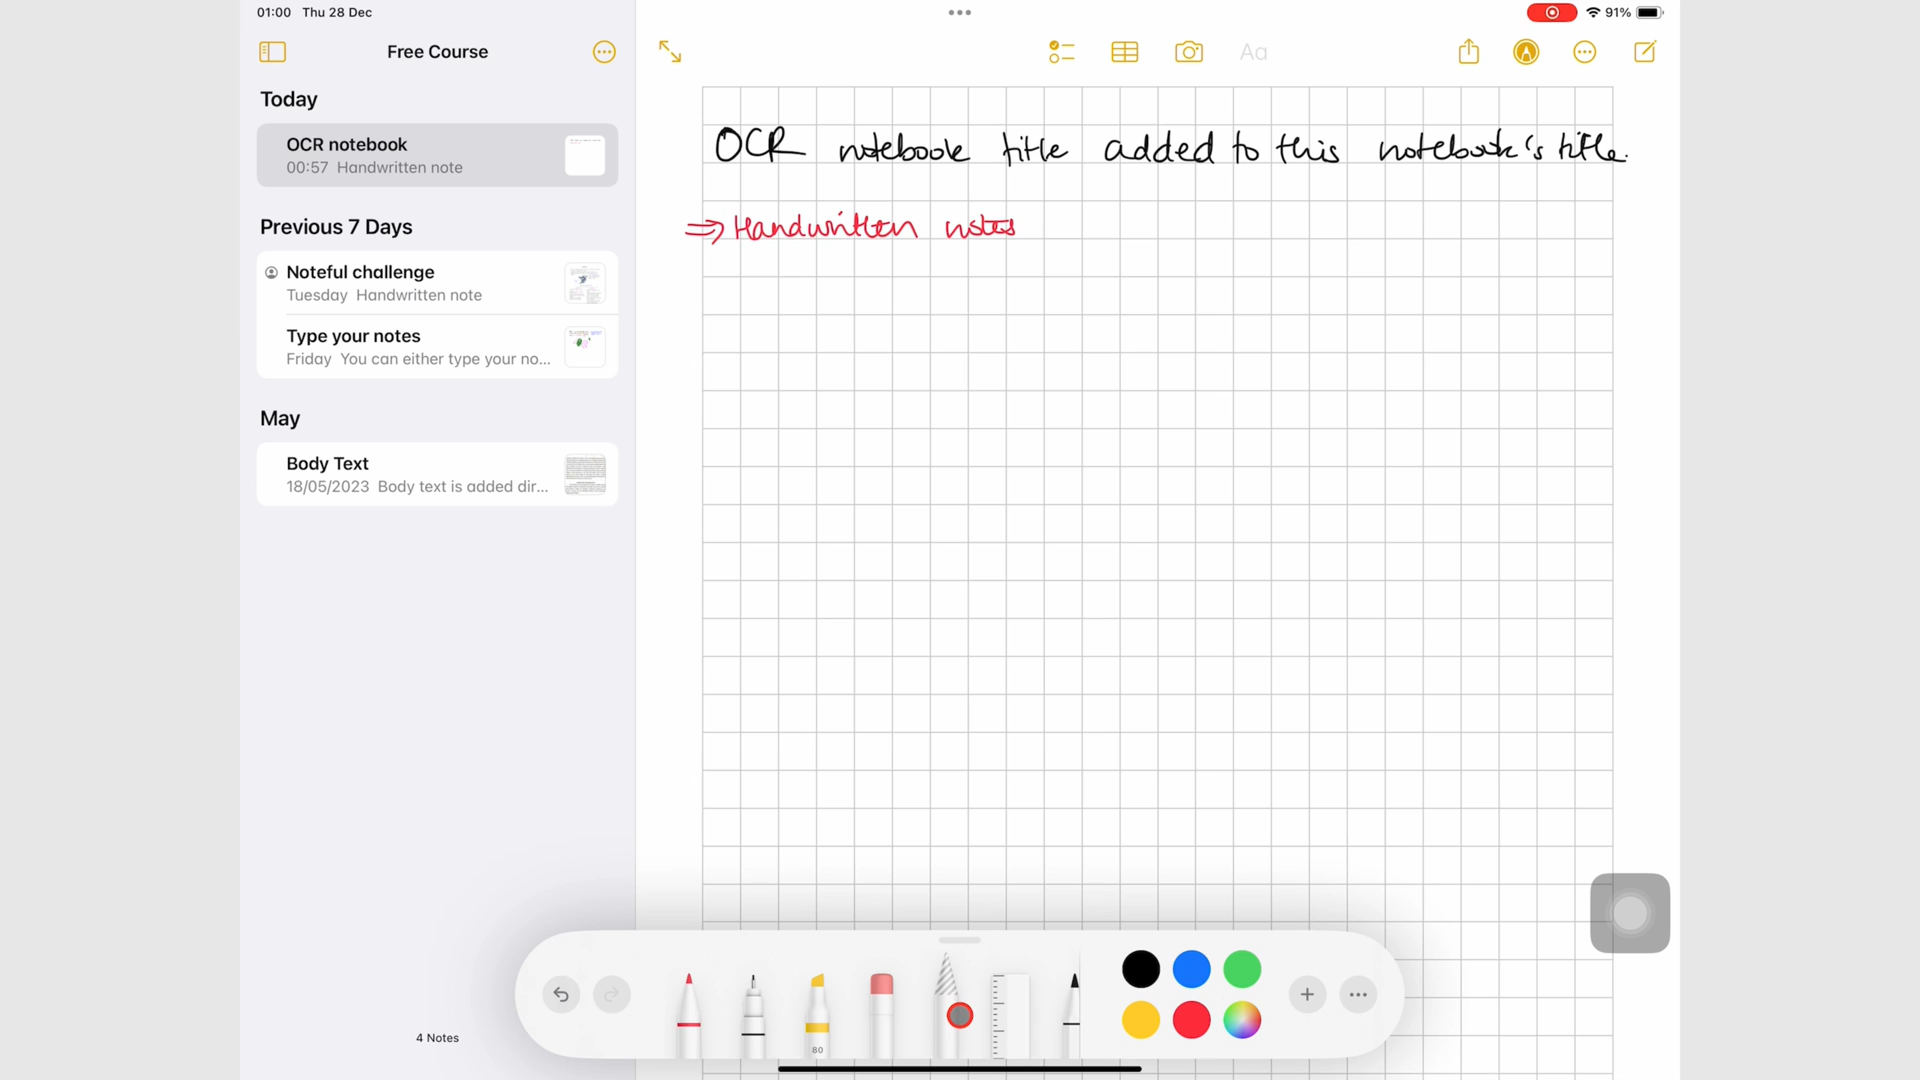 01:00 Thu 28 Dec
91%
Free Course
Aa
Today
OCR notebook
00:57 Handwritten note
Previous 7 Days
Noteful challenge
Tuesday Handwritten note
Type your notes
Friday You can either type your no...
May
Body Text
18/05/2023 Body text is added dir...
4 Notes
OCR notebook title added to this notebook's title.
⇒ Handwritten notes
80